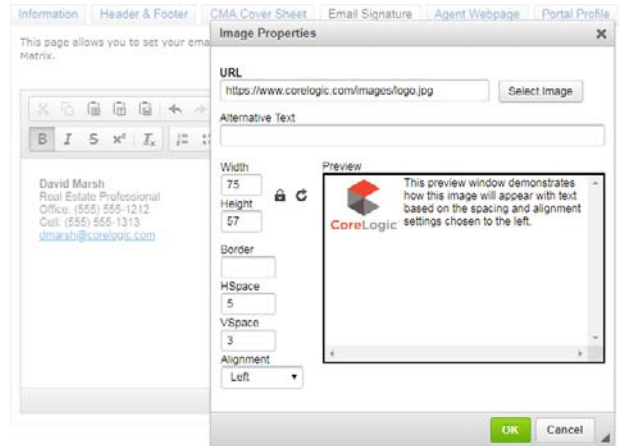 Information Header & Footer CMA Cover Sheet Email Signature Agent Webpage Portal Profile
This page allows you to set your ema
Matrix.
B I S x² Tx
David Marsh
Real Estate Professional
Office: (555) 555-1212
Cell: (555) 555-1313
dmarsh@corelogic.com
Image Properties
URL
https://www.corelogic.com/images/logo.jpg Select Image
Alternative Text
Width
75
Height
57
Border
HSpace
5
VSpace
3
Alignment
Left
Preview
CoreLogic
This preview window demonstrates
how this image will appear with text
based on the spacing and alignment
settings chosen to the left.
OK Cancel